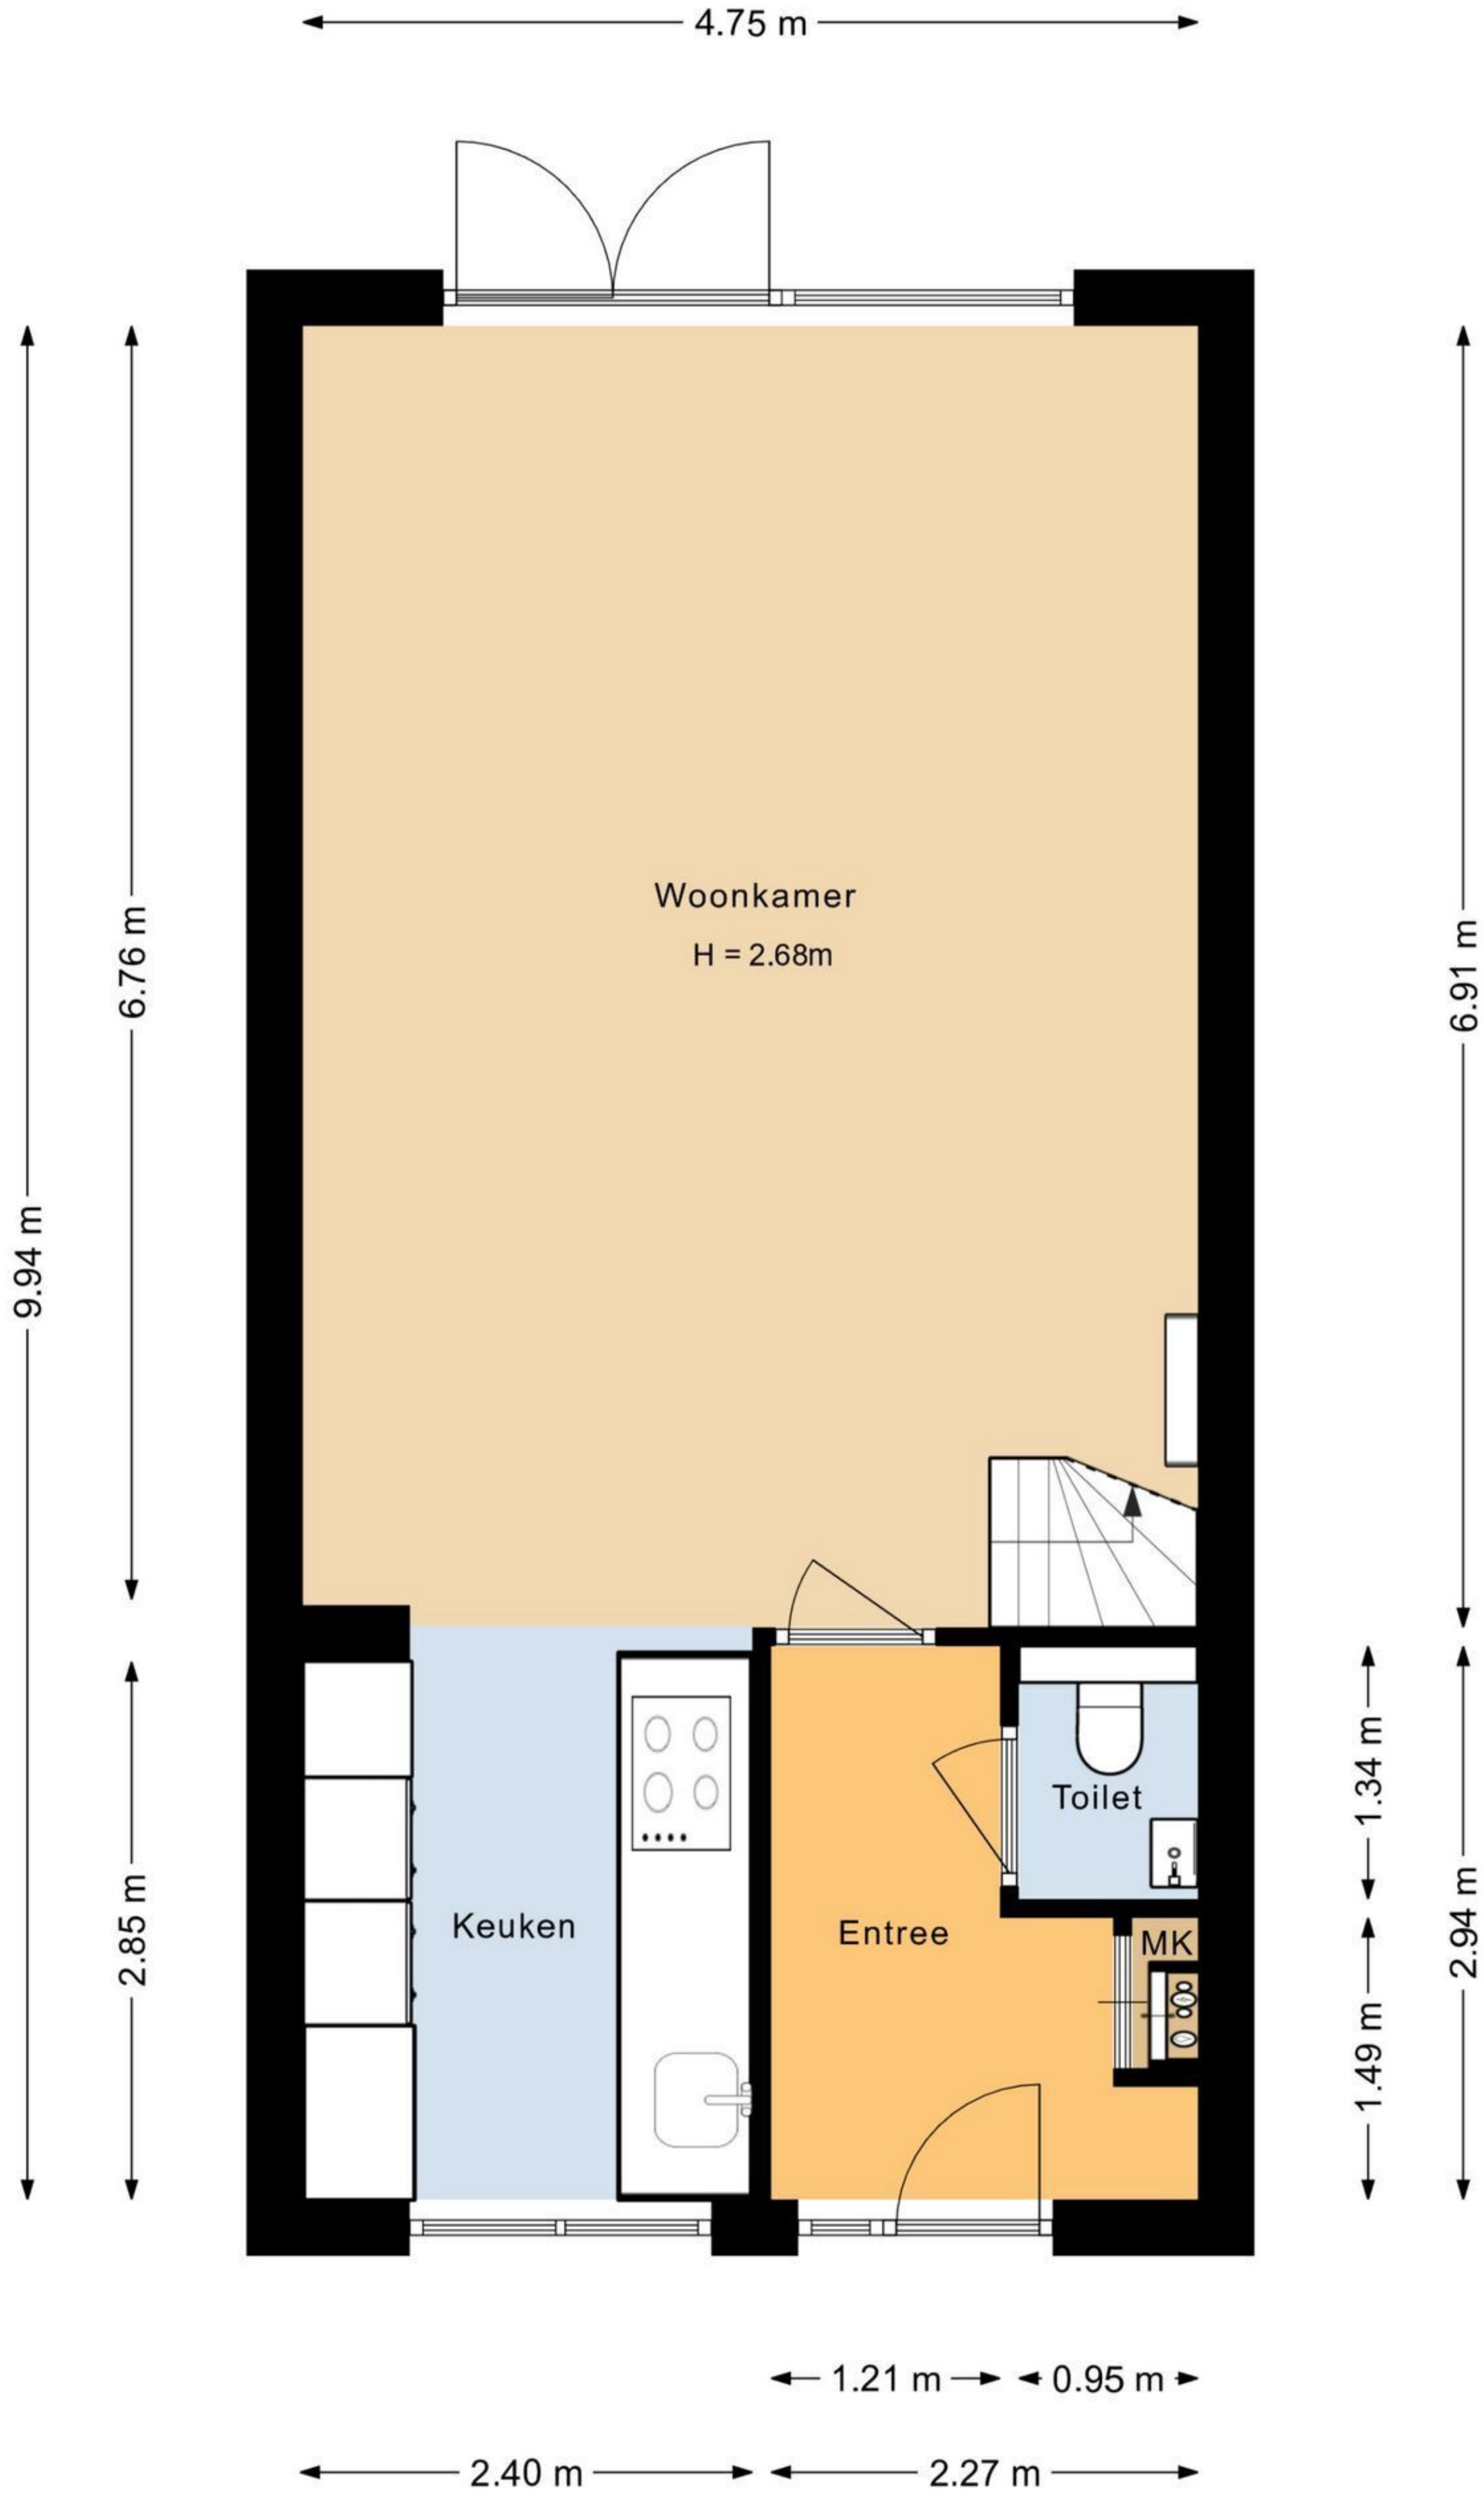 4.75 m
Woonkamer
H = 2.68m
6.76 m
6.91 m
9.94 m
Toilet
1.34 m
Keuken
Entree
MK
2.85 m
2.94 m
1.49 m
1.21 m
0.95 m
2.40 m
2.27 m